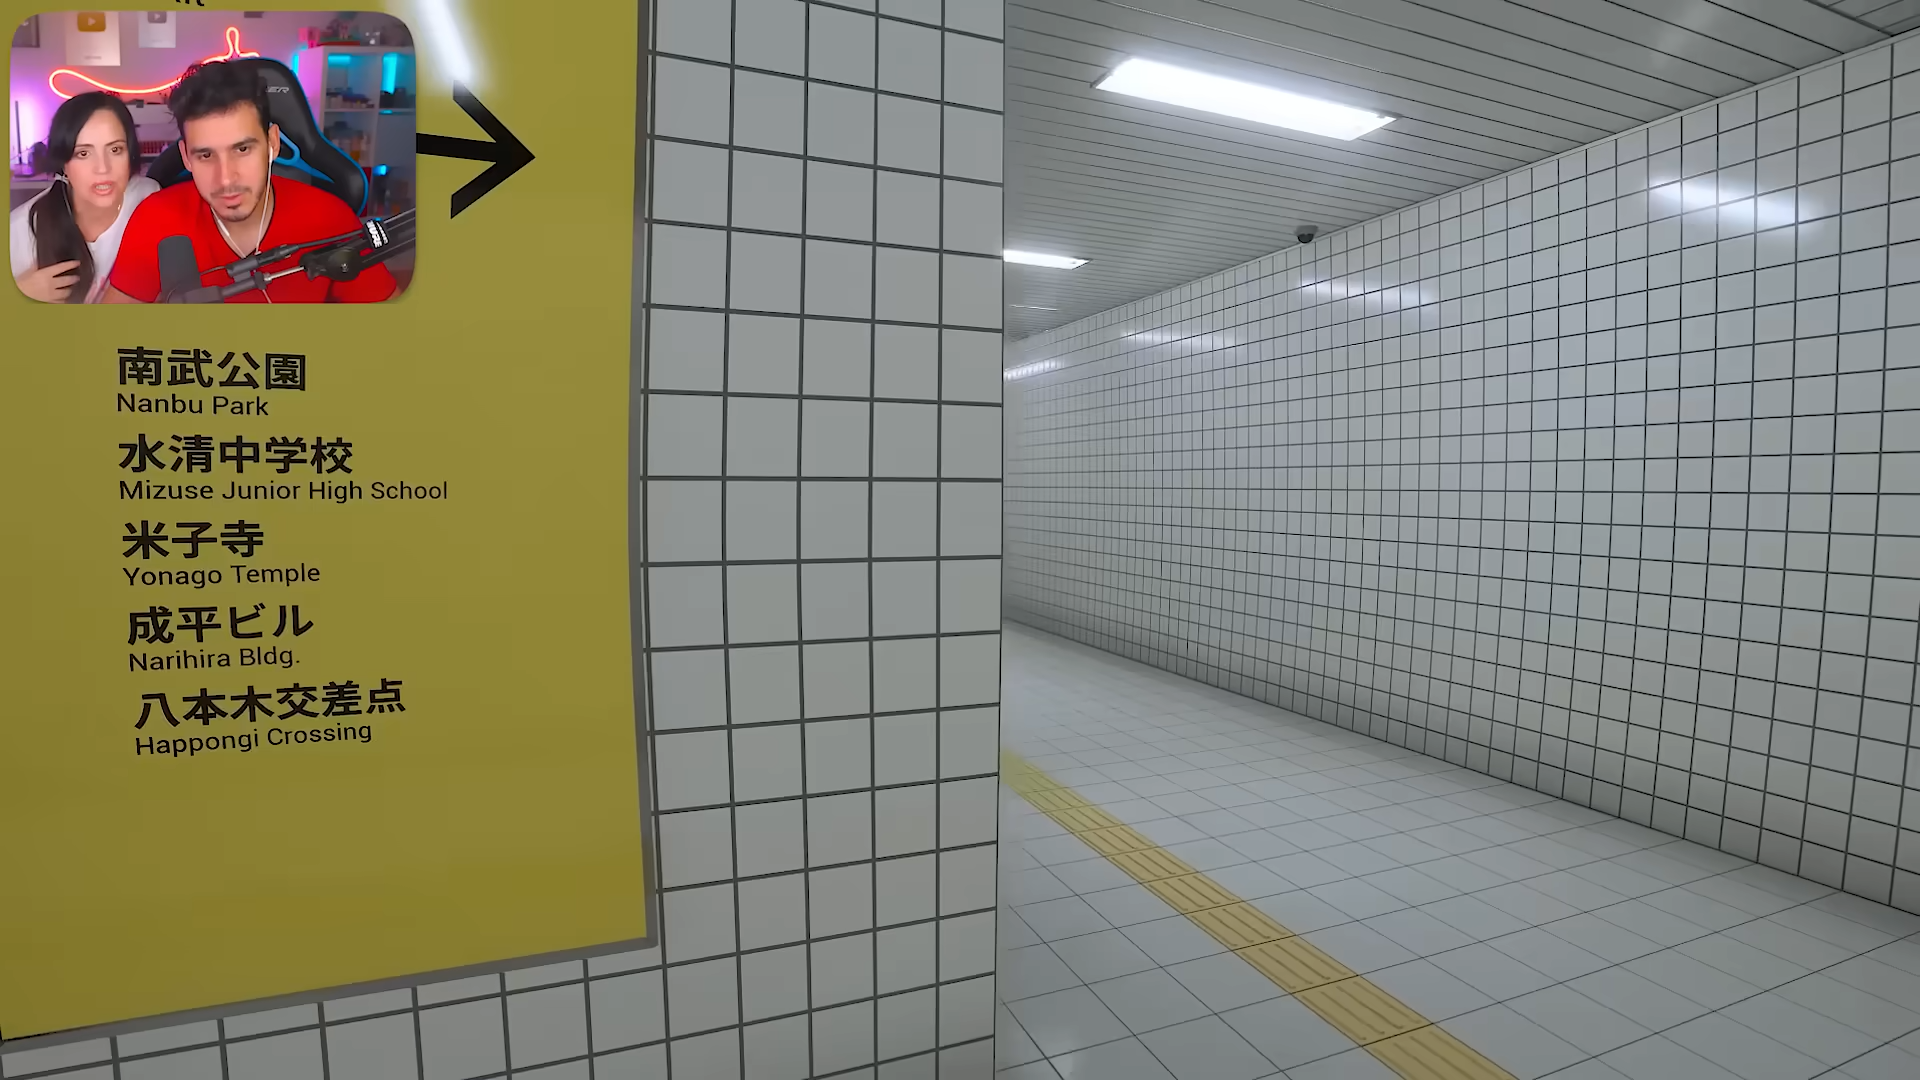 南武公園
Nanbu Park
水清中学校
Mizuse Junior High School
米子寺
Yonago Temple
成平ビル
Narihira Bldg.
八本木交差点
Happongi Crossing